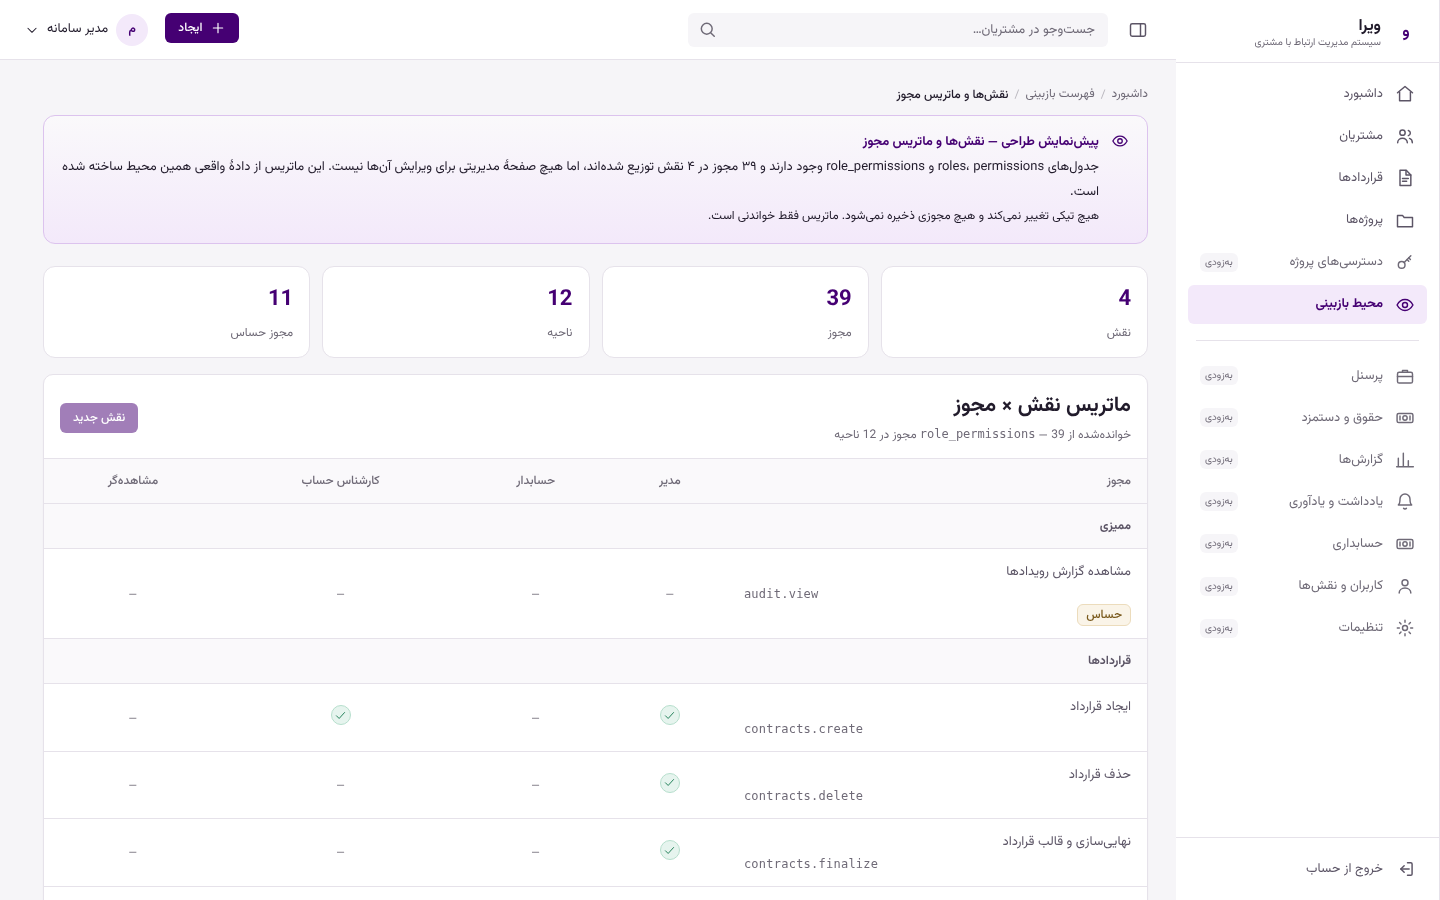 و
ویرا
سیستم مدیریت ارتباط با مشتری
داشبورد
مشتریان
قراردادها
پروژه‌ها
دسترسی‌های پروژه
به‌زودی
محیط بازبینی
پرسنل
به‌زودی
حقوق و دستمزد
به‌زودی
گزارش‌ها
به‌زودی
یادداشت و یادآوری
به‌زودی
حسابداری
به‌زودی
کاربران و نقش‌ها
به‌زودی
تنظیمات
به‌زودی
خروج از حساب
جست‌وجو در مشتریان…
ایجاد
م
مدیر سامانه
داشبورد / فهرست بازبینی / نقش‌ها و ماتریس مجوز
پیش‌نمایش طراحی — نقش‌ها و ماتریس مجوز
جدول‌های roles، permissions و role_permissions وجود دارند و ۳۹ مجوز در ۴ نقش توزیع شده‌اند، اما هیچ صفحهٔ مدیریتی برای ویرایش آن‌ها نیست. این ماتریس از دادهٔ واقعی همین محیط ساخته شده
است.
هیچ تیکی تغییر نمی‌کند و هیچ مجوزی ذخیره نمی‌شود. ماتریس فقط خواندنی است.
4
نقش
39
مجوز
12
ناحیه
11
مجوز حساس
ماتریس نقش × مجوز
خوانده‌شده از role_permissions — 39 مجوز در 12 ناحیه
نقش جدید
مجوز مدیر حسابدار کارشناس حساب مشاهده‌گر
ممیزی
مشاهده گزارش رویدادها
audit.view – – – –
حساس
قراردادها
ایجاد قرارداد
contracts.create – –
حذف قرارداد
contracts.delete – – –
نهایی‌سازی و قالب قرارداد
contracts.finalize – – –